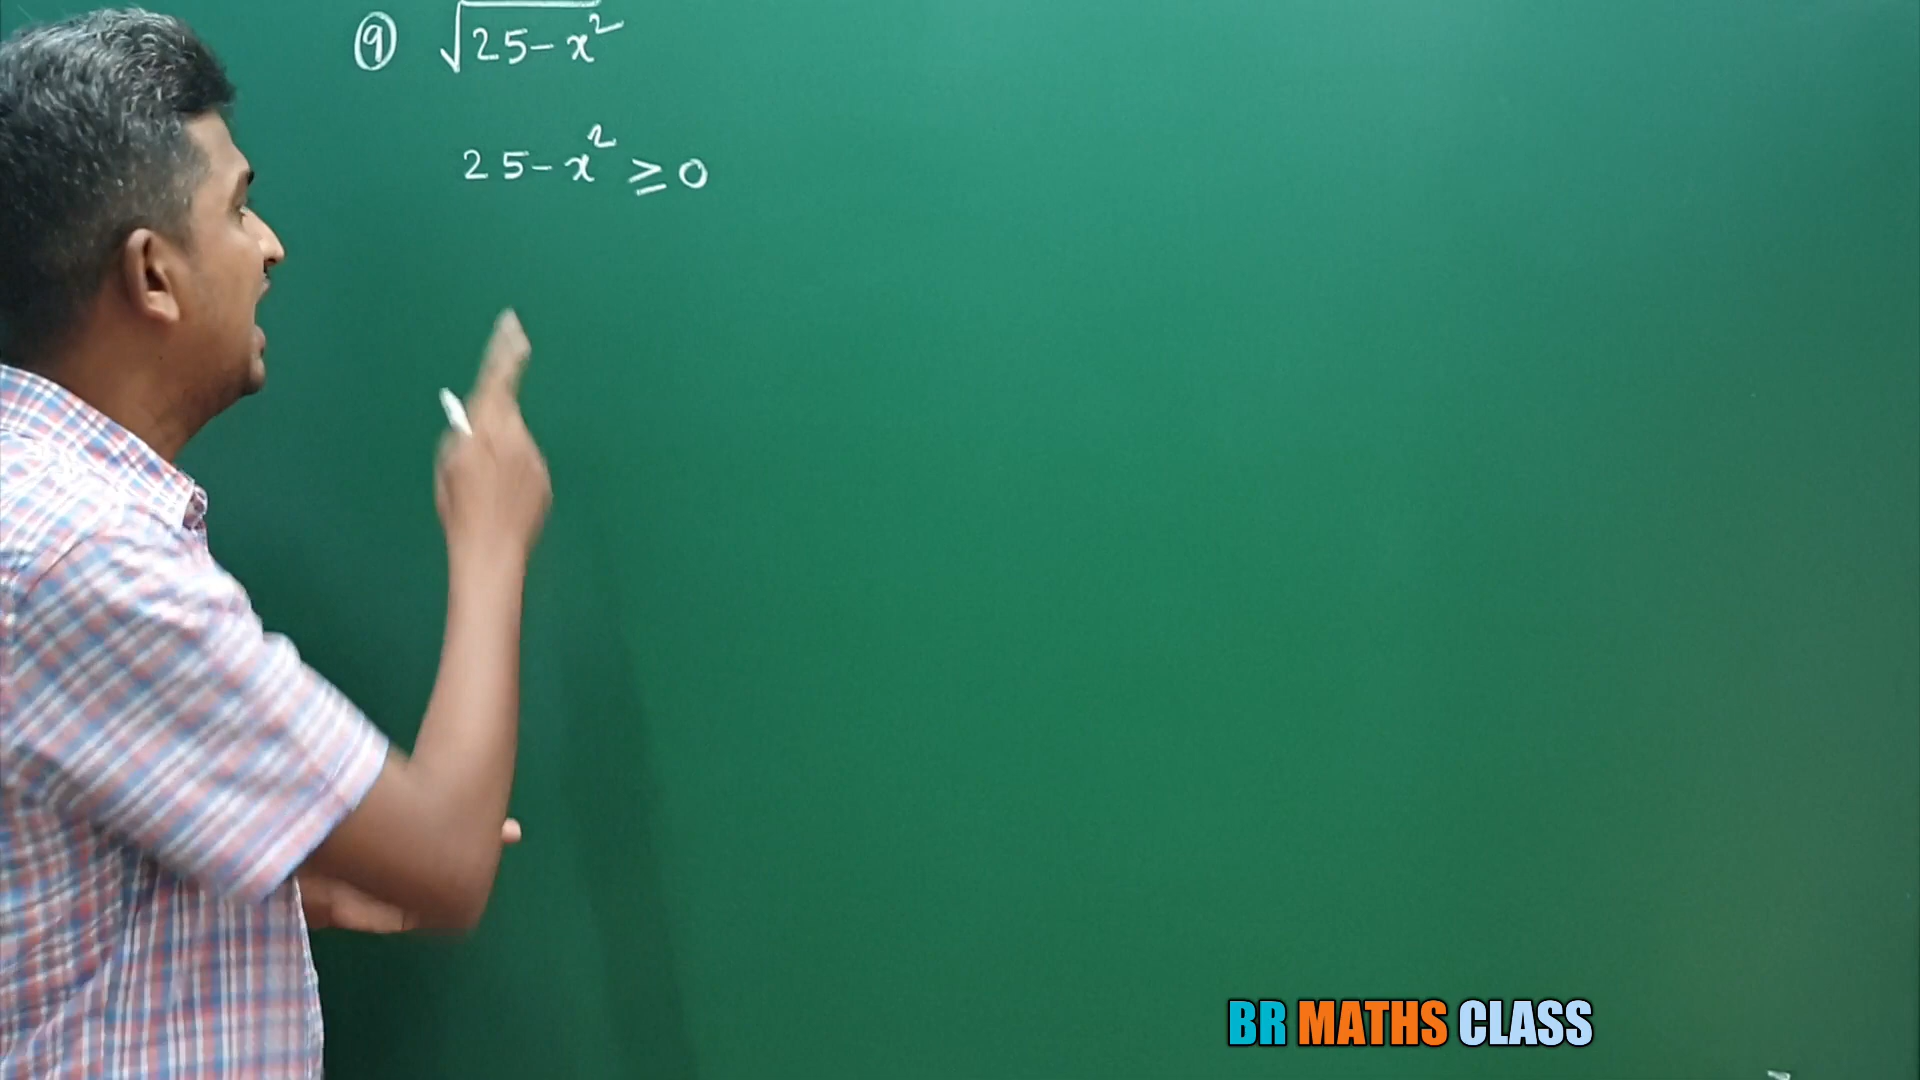 ⑨ √25-x²
25-x² ≥ 0
BR MATHS CLASS